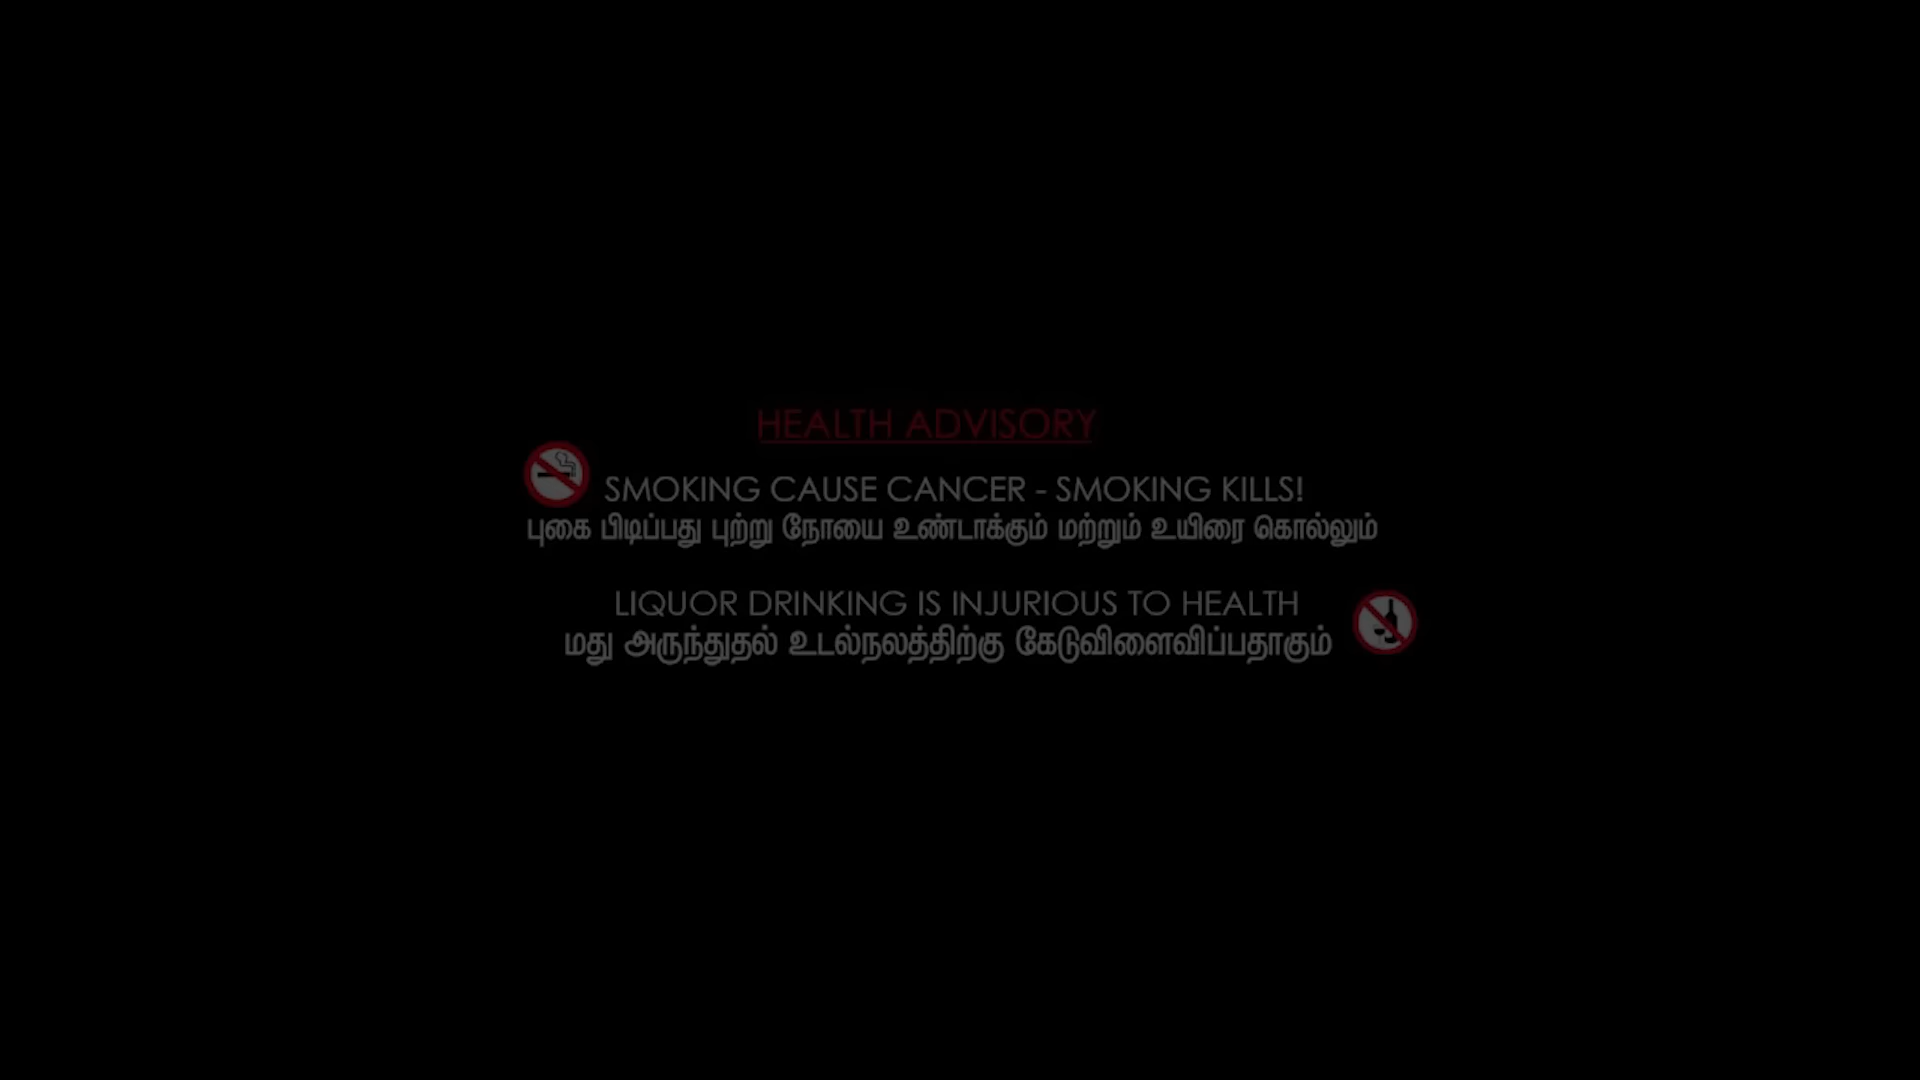 HEALTH ADVISORY
SMOKING CAUSE CANCER - SMOKING KILLS!
புகை பிடிப்பது புற்று நோயை உண்டாக்கும் மற்றும் உயிரை கொல்லும்
LIQUOR DRINKING IS INJURIOUS TO HEALTH
மது அருந்துதல் உடல்நலத்திற்கு கேடுவிளைவிப்பதாகும்